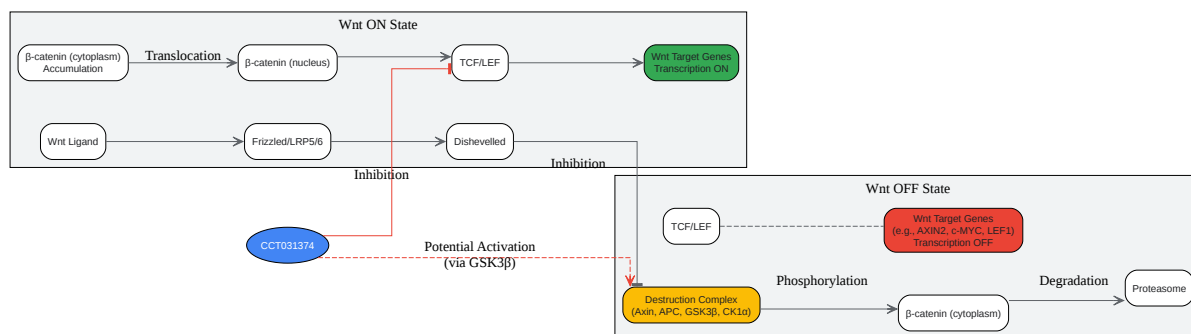 Wnt ON State
β-catenin (cytoplasm)
Accumulation
Translocation
β-catenin (nucleus)
TCF/LEF
Wnt Target Genes
Transcription ON
Wnt Ligand
Frizzled/LRP5/6
Dishevelled
Inhibition
Inhibition
Wnt OFF State
TCF/LEF
Wnt Target Genes
(e.g., AXIN2, c-MYC, LEF1)
Transcription OFF
CCT031374
Potential Activation
(via GSK3β)
Destruction Complex
(Axin, APC, GSK3β, CK1α)
Phosphorylation
β-catenin (cytoplasm)
Degradation
Proteasome